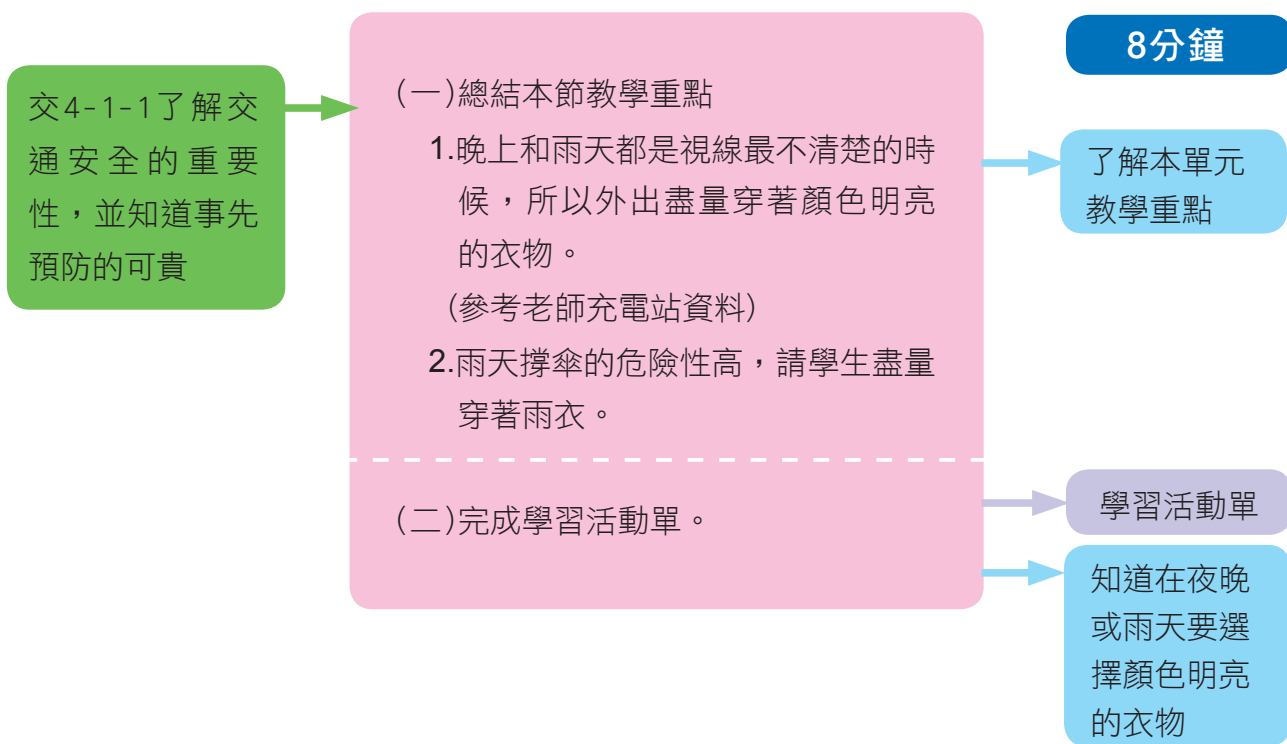 交4-1-1了解交
通安全的重要
性，並知道事先
預防的可貴
(一)總結本節教學重點
1.晚上和雨天都是視線最不清楚的時
候，所以外出盡量穿著顏色明亮
的衣物。
(參考老師充電站資料)
2.雨天撐傘的危險性高，請學生盡量
穿著雨衣。
(二)完成學習活動單。
8分鐘
了解本單元
教學重點
學習活動單
知道在夜晚
或雨天要選
擇顏色明亮
的衣物